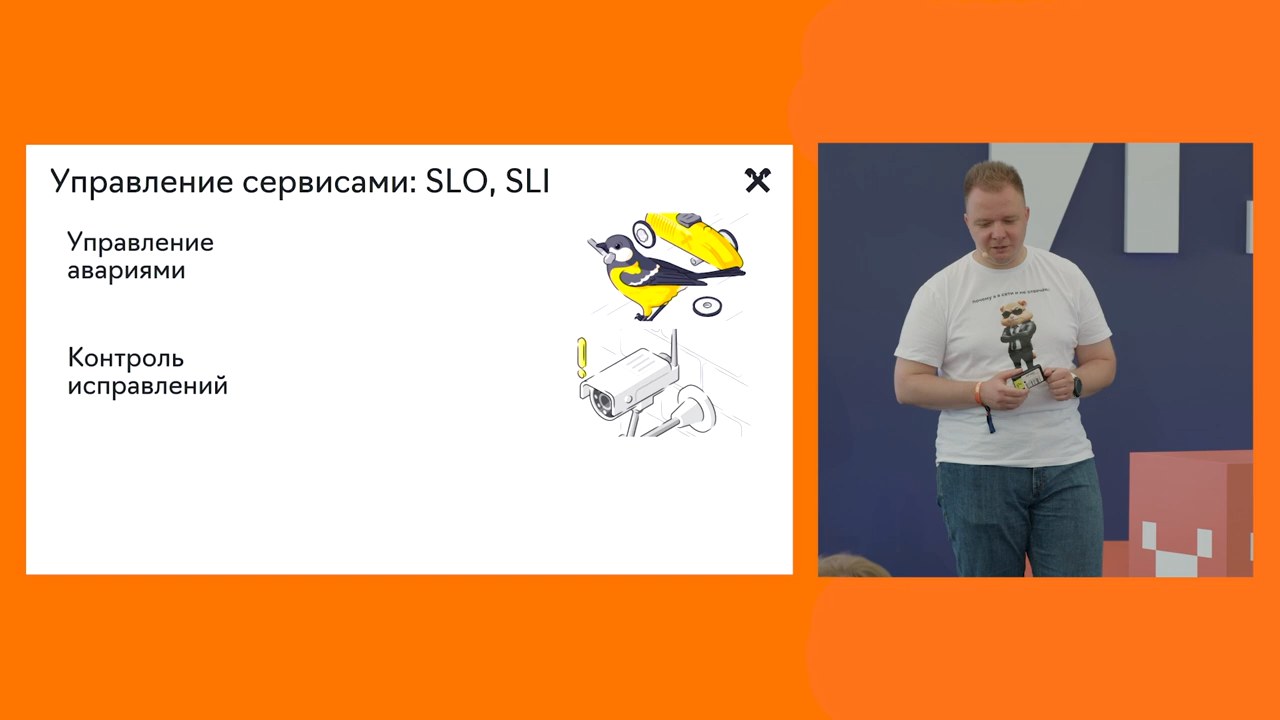 Управление сервисами: SLO, SLI
Управление
авариями
Контроль
исправлений